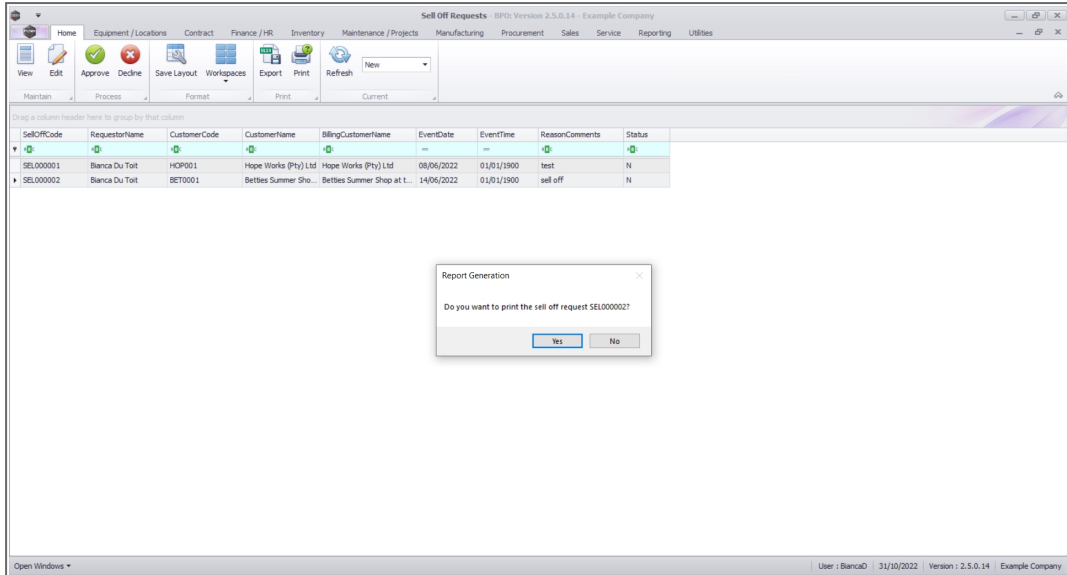 Sell Off Requests - BPO: Version 2.5.0.14 - Example Company
Home Equipment / Locations Contract Finance / HR Inventory Maintenance / Projects Manufacturing Procurement Sales Service Reporting Utilities
New
View Edit Approve Decline Save Layout Workspaces Export Print Refresh
Maintain Process Format Print Current
Drag a column header here to group by that column
SellOffCode RequestorName CustomerCode CustomerName BillingCustomerName EventDate EventTime ReasonComments Status
SEL000001 Bianca Du Toit HOP001 Hope Works (Pty) Ltd Hope Works (Pty) Ltd 08/06/2022 01/01/1900 test N
SEL000002 Bianca Du Toit BET0001 Betties Summer Sho... Betties Summer Shop at t... 14/06/2022 01/01/1900 sell off N
Report Generation
Do you want to print the sell off request SEL000002?
Yes No
Open Windows User : BiancaD 31/10/2022 Version : 2.5.0.14 Example Company